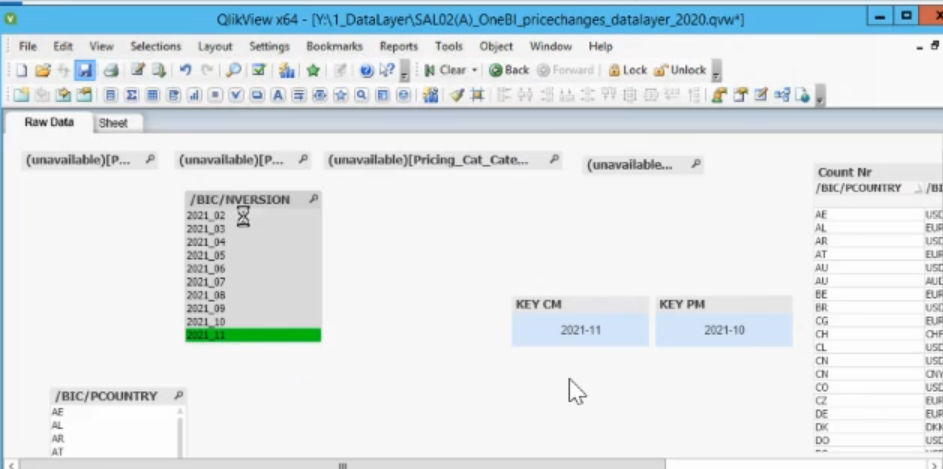 QlikView x64 - [Y:\1_DataLayer\SAL02(A)_OneBI_pricechanges_datalayer_2020.qvw*]
File Edit View Selections Layout Settings Bookmarks Reports Tools Object Window Help
Clear Back Forward Lock Unlock
Raw Data Sheet
(unavailable)[P... (unavailable)[P... (unavailable)[Pricing_Cat_Cate... (unavailable...
/BIC/NVERSION
2021_02
2021_03
2021_04
2021_05
2021_06
2021_07
2021_08
2021_09
2021_10
2021_11
KEY CM
2021-11
KEY PM
2021-10
/BIC/PCOUNTRY
AE
AL
AR
AT
Count Nr
/BIC/PCOUNTRY /BI
AE USD
AL EUR
AR USD
AT EUR
AU USD
AU AUD
BE EUR
BR USD
CG EUR
CH CHF
CL USD
CN USD
CN CNY
CO USD
CZ EUR
DE EUR
DK DKK
DO USD